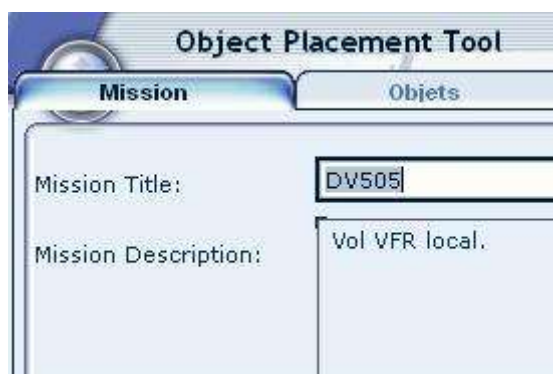 Object Placement Tool
Mission
Objets
Mission Title:
DV505
Mission Description:
Vol VFR local.